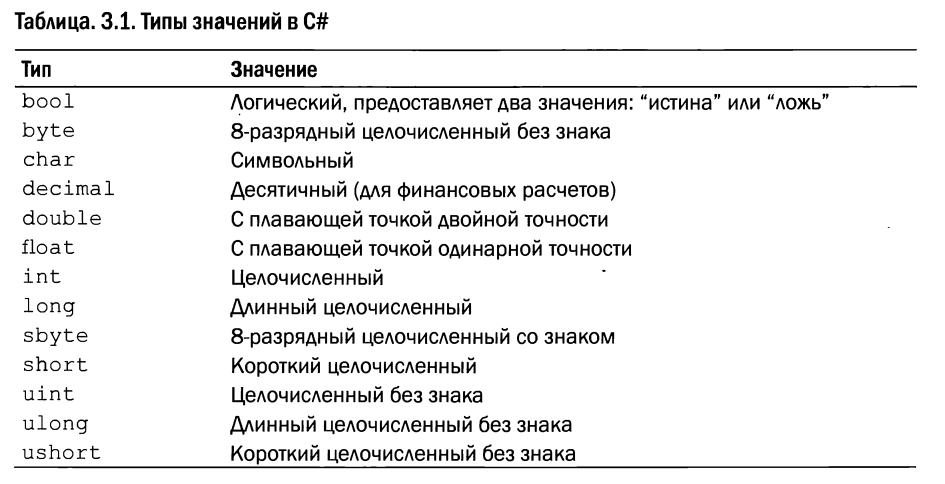 Таблица. 3.1. Типы значений в C#
Тип Значение
bool Логический, предоставляет два значения: “истина” или “ложь”
byte 8-разрядный целочисленный без знака
char Символьный
decimal Десятичный (для финансовых расчетов)
double С плавающей точкой двойной точности
float С плавающей точкой одинарной точности
int Целочисленный
long Длинный целочисленный
sbyte 8-разрядный целочисленный со знаком
short Короткий целочисленный
uint Целочисленный без знака
ulong Длинный целочисленный без знака
ushort Короткий целочисленный без знака